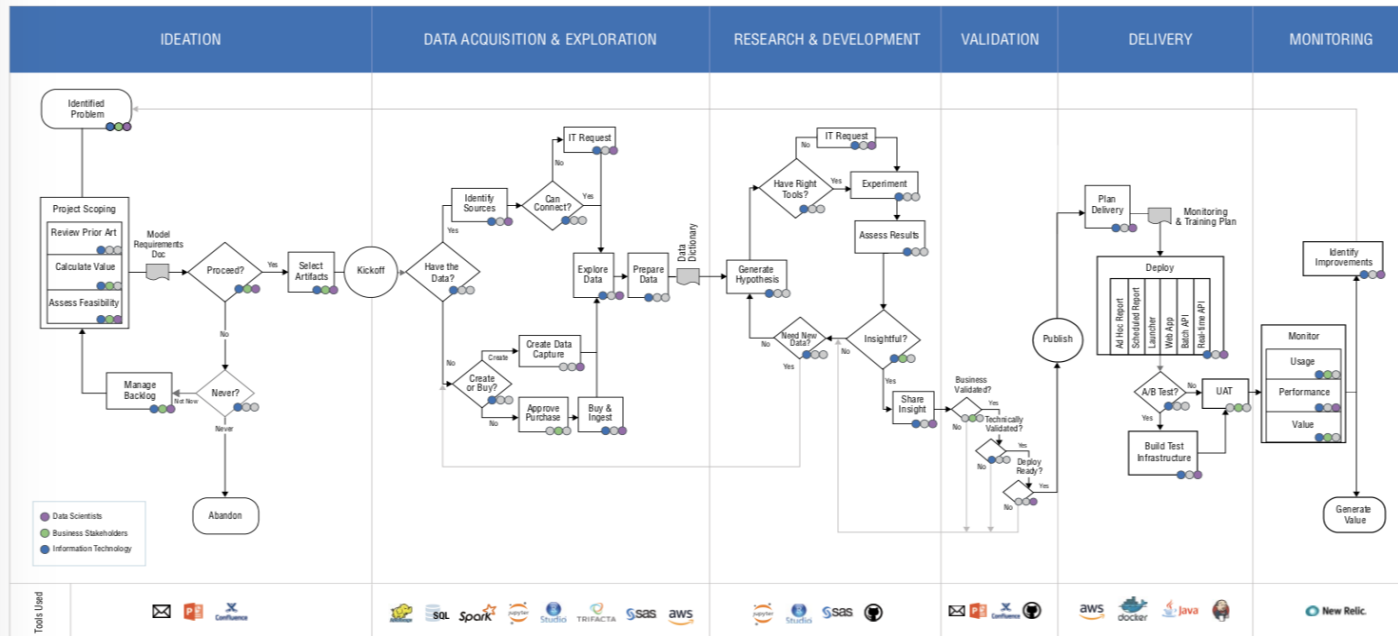 IDEATION
DATA ACQUISITION & EXPLORATION
RESEARCH & DEVELOPMENT
VALIDATION
DELIVERY
MONITORING
Identified
Problem
Project Scoping
Review Prior Art
Calculate Value
Assess Feasibility
Model
Requirements
Doc
Proceed?
Yes
No
Select
Artifacts
Manage
Backlog
Not Now
Never?
Never
Abandon
Kickoff
Have the
Data?
Yes
No
Identify
Sources
Can
Connect?
No
Yes
IT Request
Explore
Data
Prepare
Data
Data
Dictionary
Create
or Buy?
Create
No
Create Data
Capture
Approve
Purchase
Buy &
Ingest
Generate
Hypothesis
Have Right
Tools?
No
Yes
IT Request
Experiment
Assess Results
Insightful?
No
Yes
Need New
Data?
No
Yes
Share
Insight
Business
Validated?
Yes
No
Technically
Validated?
Yes
No
Deploy
Ready?
Yes
No
Publish
Plan
Delivery
Monitoring
& Training Plan
Deploy
Ad Hoc Report
Scheduled Report
Launcher
Web App
Batch API
Real-time API
A/B Test?
No
Yes
UAT
Build Test
Infrastructure
Monitor
Usage
Performance
Value
Identify
Improvements
Generate
Value
Data Scientists
Business Stakeholders
Information Technology
Tools Used
Confluence
SQL
Spark
jupyter
Studio
TRIFACTA
sas
aws
jupyter
Studio
sas
Confluence
aws
docker
Java
New Relic.